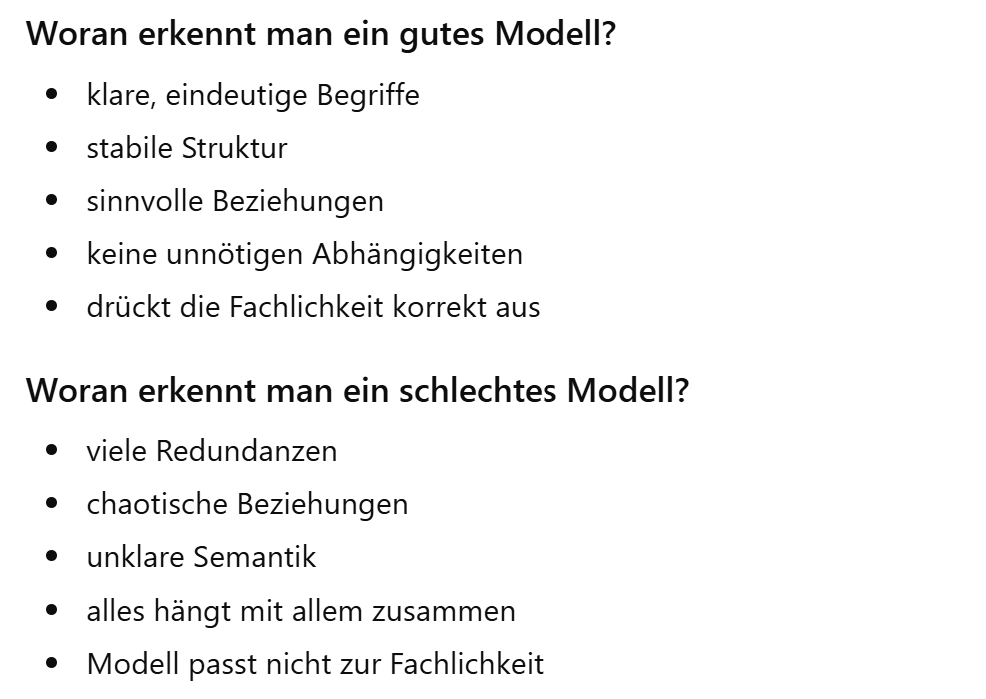 Woran erkennt man ein gutes Modell?
• klare, eindeutige Begriffe
• stabile Struktur
• sinnvolle Beziehungen
• keine unnötigen Abhängigkeiten
• drückt die Fachlichkeit korrekt aus
Woran erkennt man ein schlechtes Modell?
• viele Redundanzen
• chaotische Beziehungen
• unklare Semantik
• alles hängt mit allem zusammen
• Modell passt nicht zur Fachlichkeit